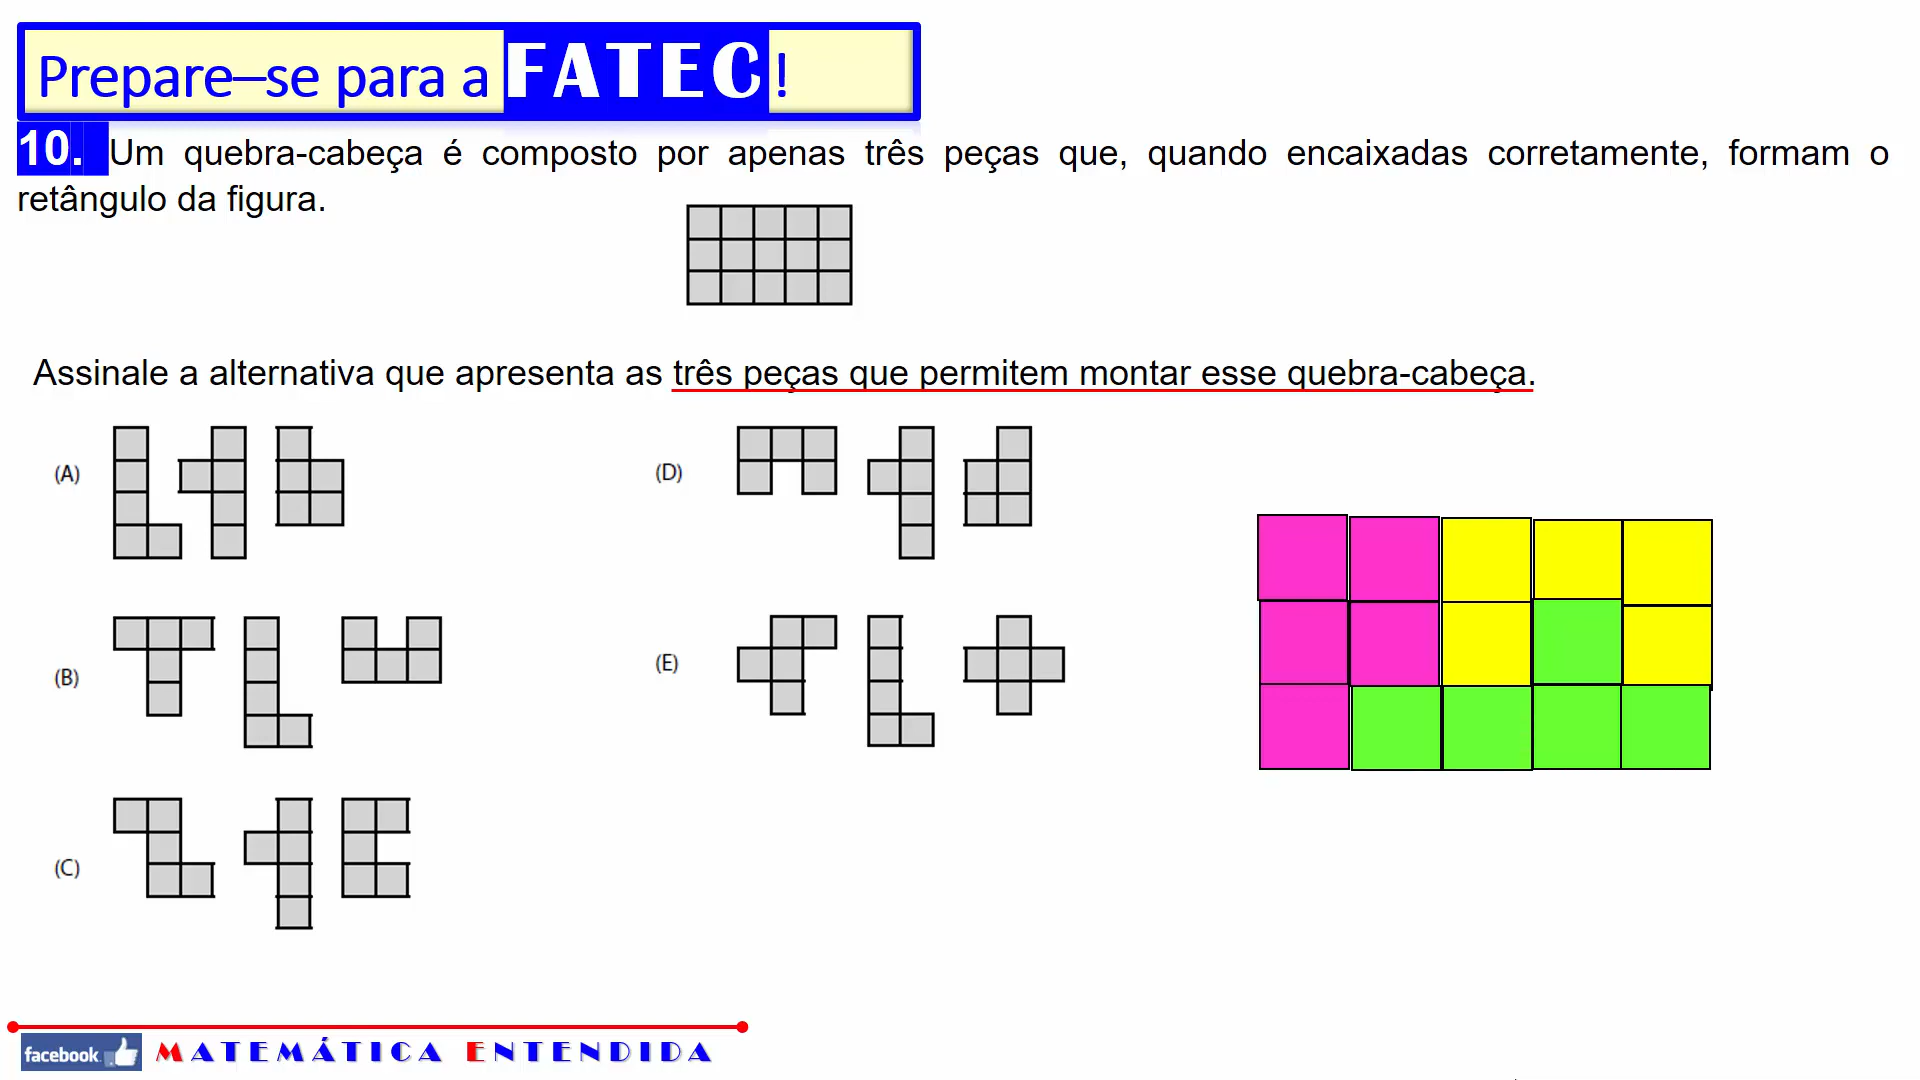 Prepare–se para a FATEC!
10. Um quebra-cabeça é composto por apenas três peças que, quando encaixadas corretamente, formam o
retângulo da figura.
Assinale a alternativa que apresenta as três peças que permitem montar esse quebra-cabeça.
(A)
(D)
(B)
(E)
(C)
facebook MATEMÁTICA ENTENDIDA